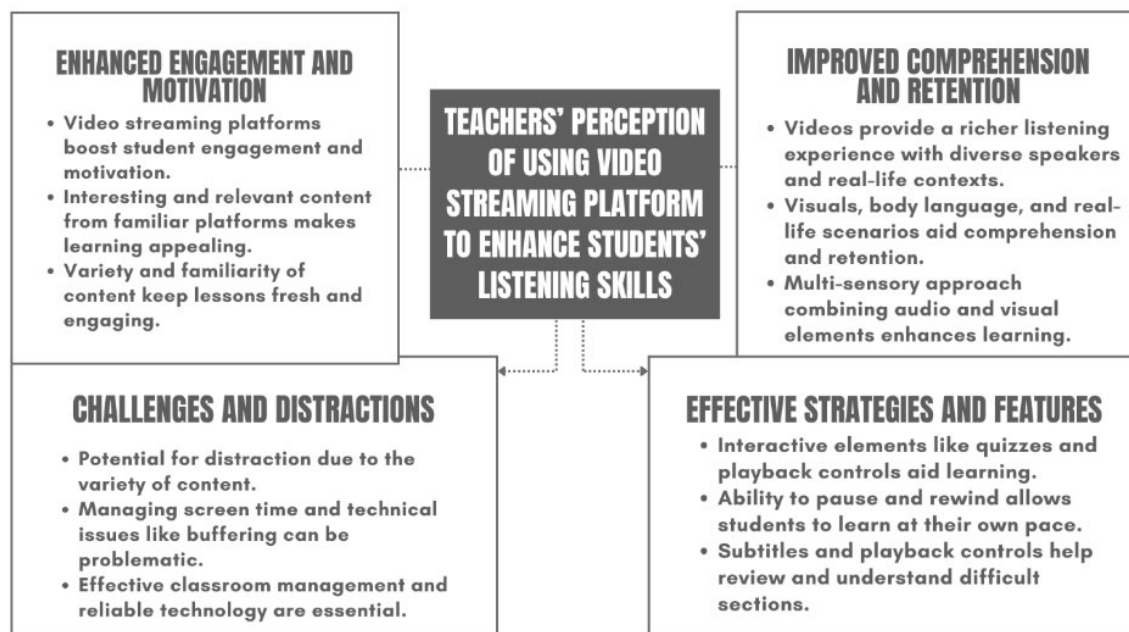 ENHANCED ENGAGEMENT AND
MOTIVATION
• Video streaming platforms
boost student engagement and
motivation.
• Interesting and relevant content
from familiar platforms makes
learning appealing.
• Variety and familiarity of
content keep lessons fresh and
engaging.
TEACHERS’ PERCEPTION
OF USING VIDEO
STREAMING PLATFORM
TO ENHANCE STUDENTS’
LISTENING SKILLS
IMPROVED COMPREHENSION
AND RETENTION
• Videos provide a richer listening
experience with diverse speakers
and real-life contexts.
• Visuals, body language, and real-
life scenarios aid comprehension
and retention.
• Multi-sensory approach
combining audio and visual
elements enhances learning.
CHALLENGES AND DISTRACTIONS
• Potential for distraction due to the
variety of content.
• Managing screen time and technical
issues like buffering can be
problematic.
• Effective classroom management and
reliable technology are essential.
EFFECTIVE STRATEGIES AND FEATURES
• Interactive elements like quizzes and
playback controls aid learning.
• Ability to pause and rewind allows
students to learn at their own pace.
• Subtitles and playback controls help
review and understand difficult
sections.